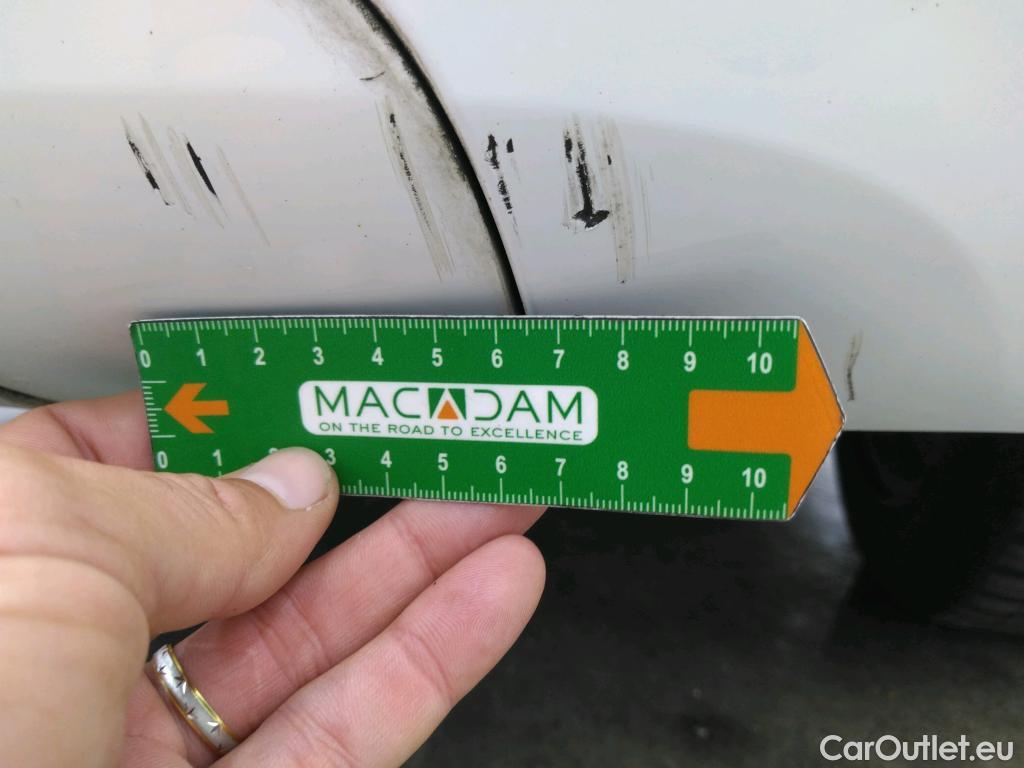 0 1 2 3 4 5 6 7 8 9 10
MACADAM
ON THE ROAD TO EXCELLENCE
0 1 2 3 4 5 6 7 8 9 10
CarOutlet.eu